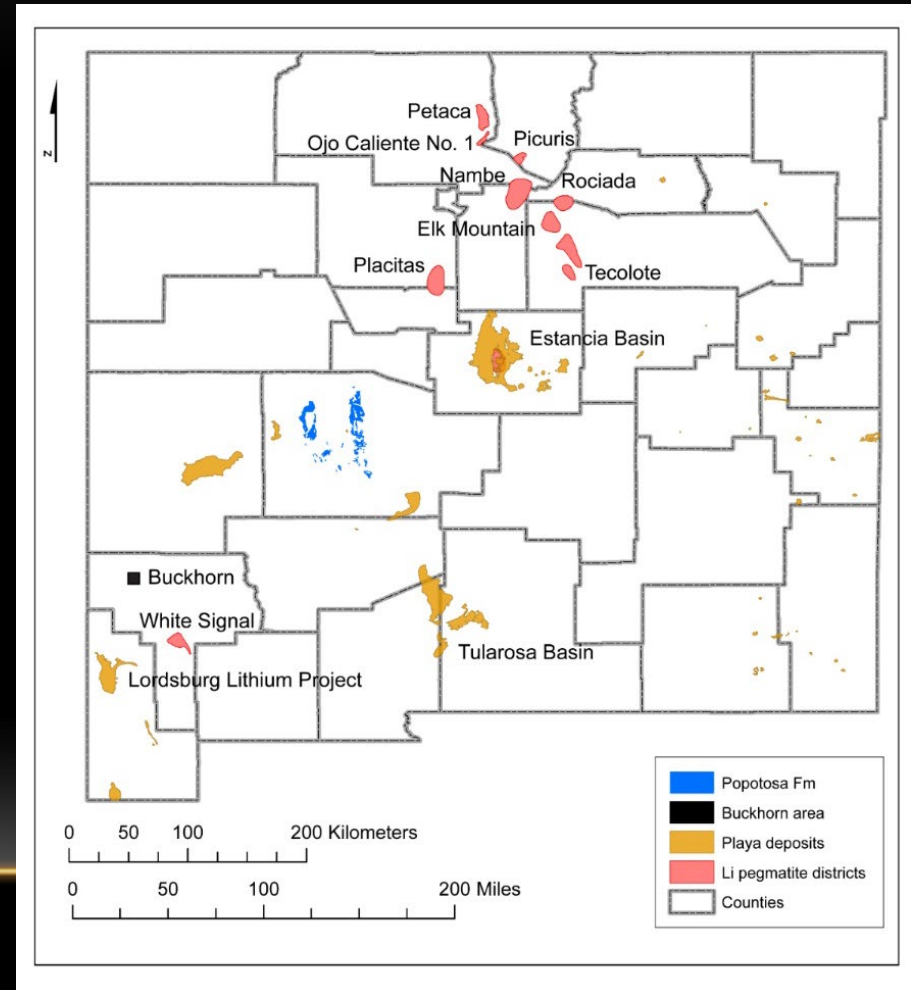 Petaca
Ojo Caliente No. 1
Picuris
Nambe
Rociada
Elk Mountain
Placitas
Tecolote
Estancia Basin
Buckhorn
White Signal
Tularosa Basin
Lordsburg Lithium Project
N
0 50 100 200 Kilometers
0 50 100 200 Miles
Popotosa Fm
Buckhorn area
Playa deposits
Li pegmatite districts
Counties